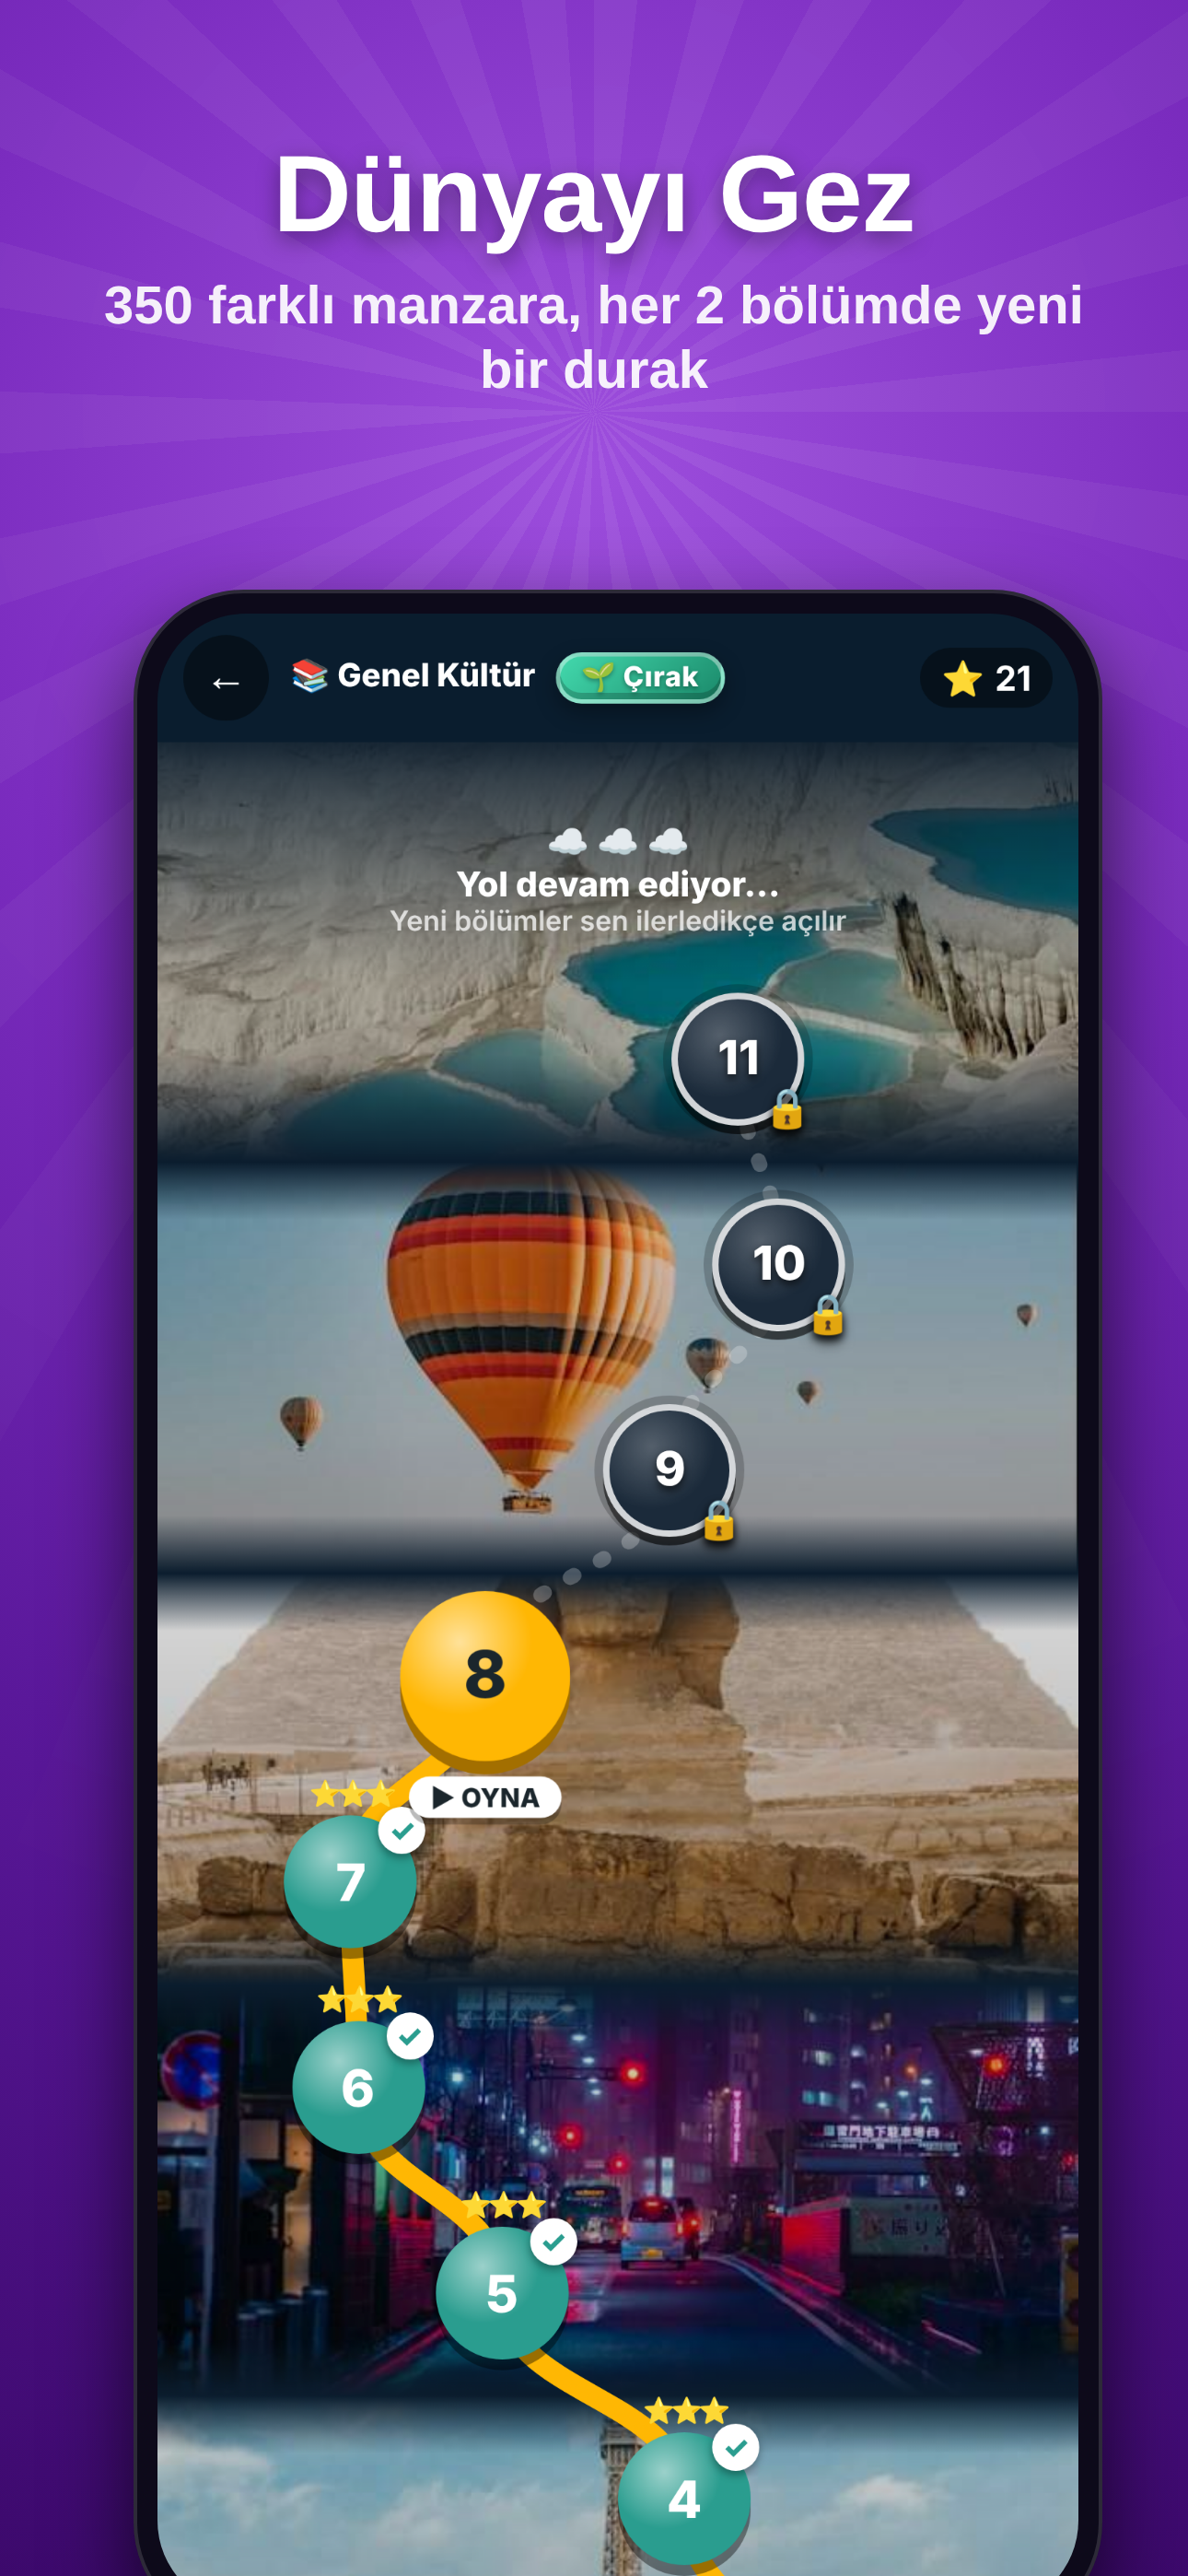 Dünyayı Gez
350 farklı manzara, her 2 bölümde yeni
bir durak
← 📚 Genel Kültür 🌱 Çırak ⭐ 21
Yol devam ediyor...
Yeni bölümler sen ilerledikçe açılır
11
10
9
8
▶ OYNA
7
6
5
4